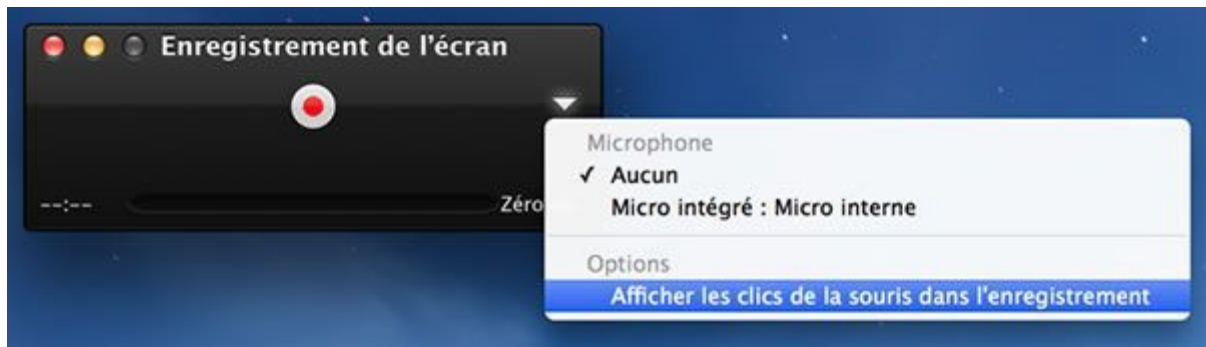 Enregistrement de l'écran
Microphone
✓ Aucun
Micro intégré : Micro interne
--:--
Zéro
Options
Afficher les clics de la souris dans l'enregistrement